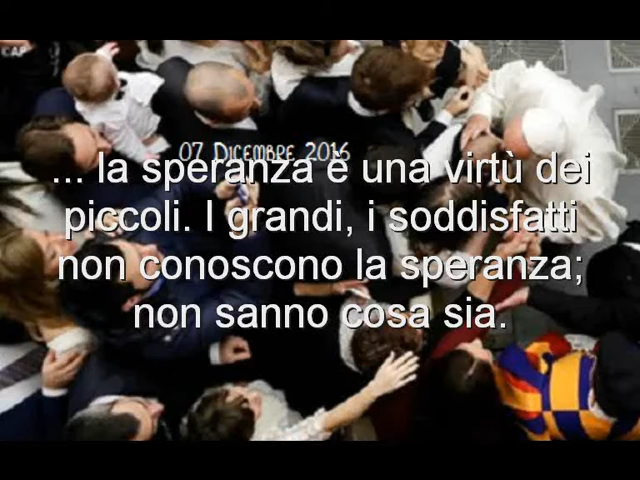 ©AP
07 Dicembre 2016
... la speranza è una virtù dei
piccoli. I grandi, i soddisfatti
non conoscono la speranza;
non sanno cosa sia.